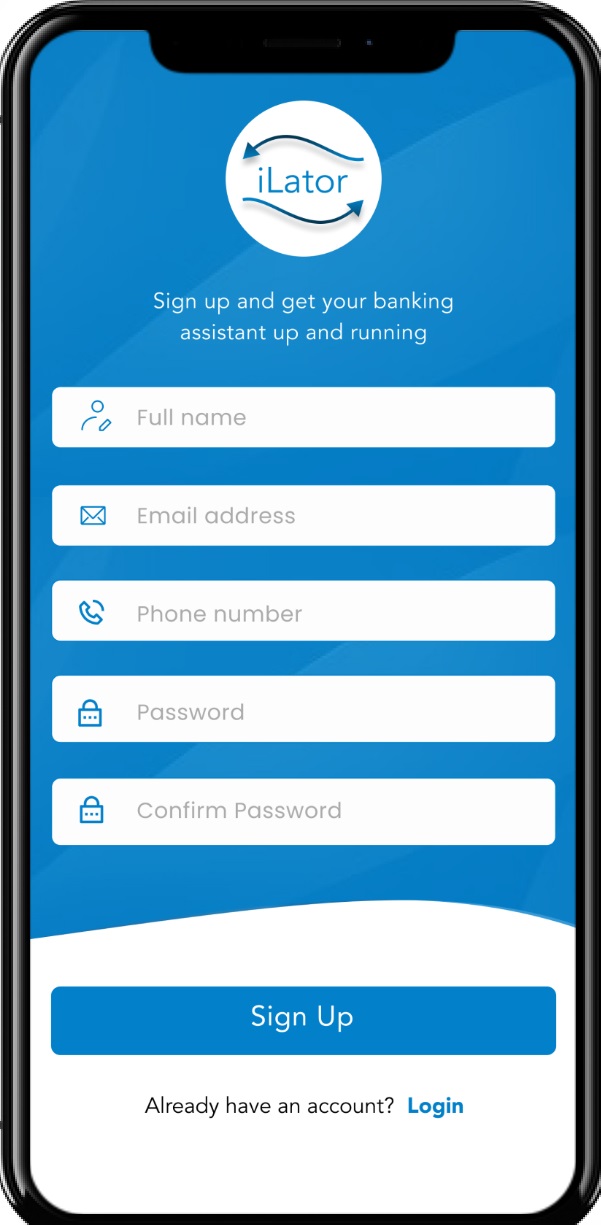 iLator
Sign up and get your banking
assistant up and running
Full name
Email address
Phone number
Password
Confirm Password
Sign Up
Already have an account? Login